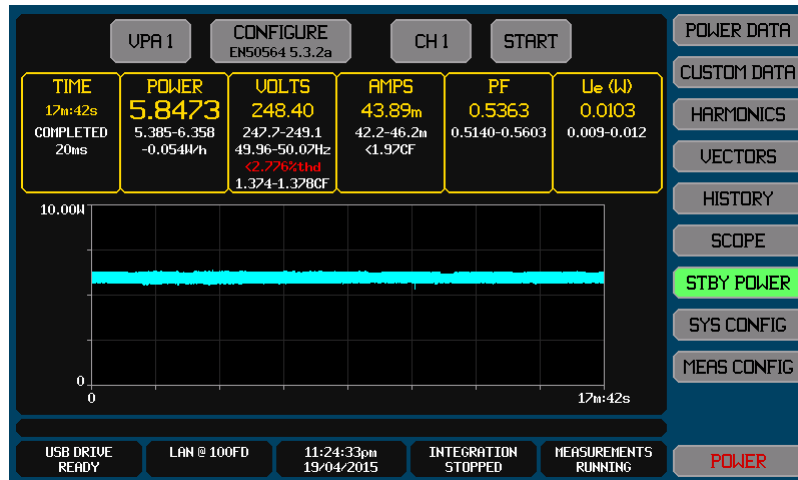 VPA 1
CONFIGURE
EN50564 5.3.2a
CH 1
START
TIME
17m:42s
COMPLETED
20ms
POWER
5.8473
5.385-6.358
-0.054W/h
VOLTS
248.40
247.7-249.1
49.96-50.07Hz
<2.776%thd
1.374-1.378CF
AMPS
43.89m
42.2-46.2m
<1.97CF
PF
0.5363
0.5140-0.5603
Ue (W)
0.0103
0.009-0.012
10.00W
0
0
17m:42s
USB DRIVE
READY
LAN @ 100FD
11:24:33pm
19/04/2015
INTEGRATION
STOPPED
MEASUREMENTS
RUNNING
POWER DATA
CUSTOM DATA
HARMONICS
VECTORS
HISTORY
SCOPE
STBY POWER
SYS CONFIG
MEAS CONFIG
POWER